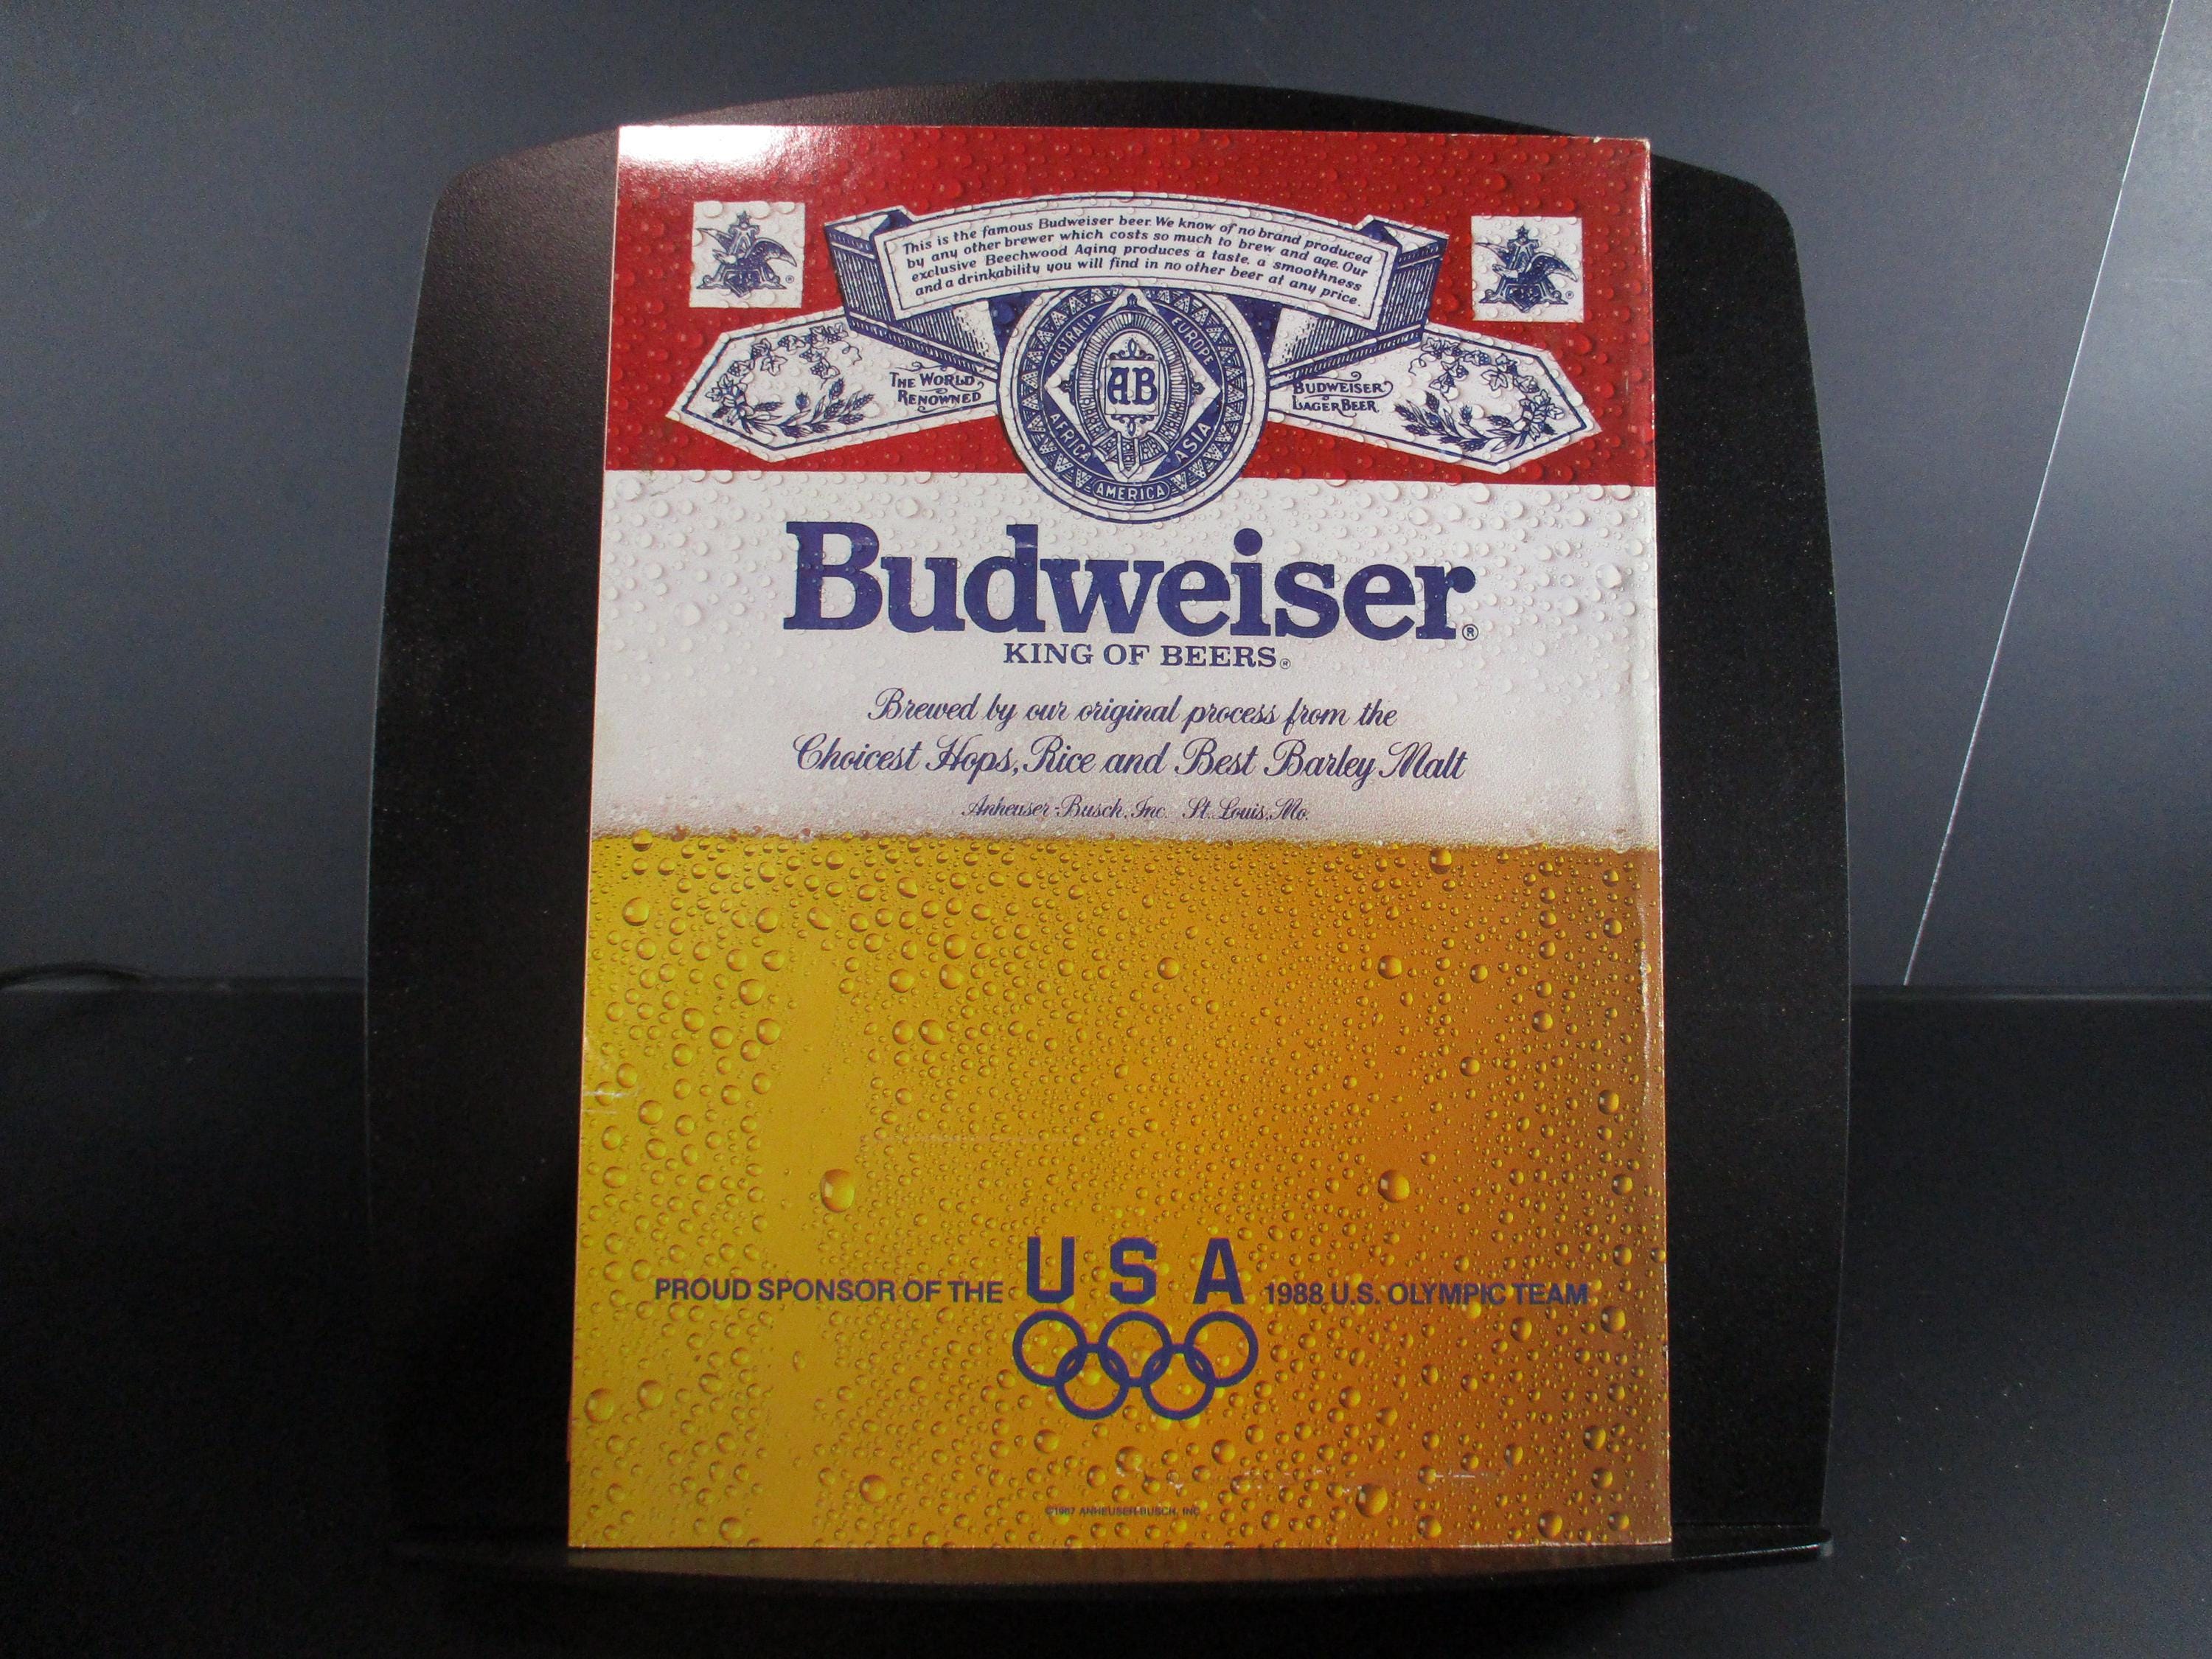 This is the famous Budweiser beer. We know of no brand produced
by any other brewer which costs so much to brew and age. Our
exclusive Beechwood Aging produces a taste, a smoothness
and a drinkability you will find in no other beer at any price.
AUSTRALIA
EUROPE
THE WORLD
RENOWNED
AB
BUDWEISER
LAGER BEER
AFRICA
ASIA
AMERICA
Budweiser®
KING OF BEERS®
Brewed by our original process from the
Choicest Hops, Rice and Best Barley Malt
Anheuser-Busch, Inc. St. Louis, Mo.
USA
PROUD SPONSOR OF THE 1988 U.S. OLYMPIC TEAM
©1987 ANHEUSER-BUSCH, INC